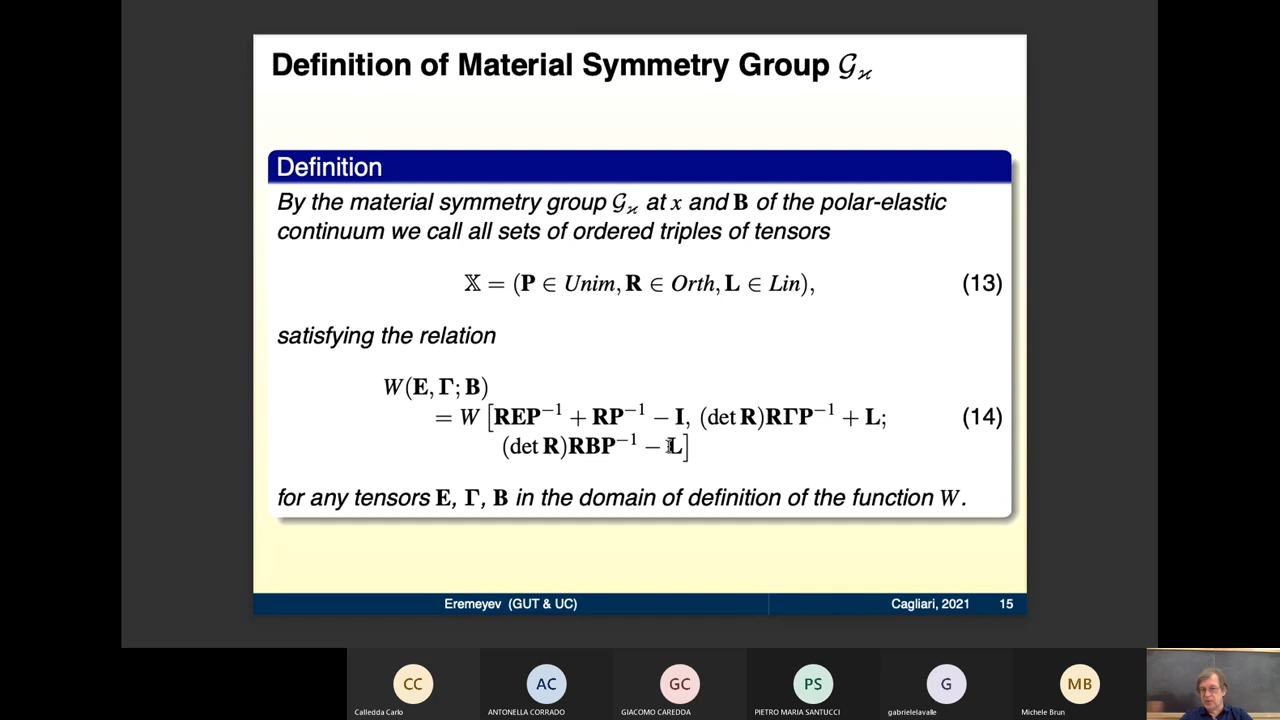 Definition of Material Symmetry Group 𝒢ϰ
Definition
By the material symmetry group 𝒢ϰ at x and B of the polar-elastic
continuum we call all sets of ordered triples of tensors
𝕏 = (P ∈ Unim, R ∈ Orth, L ∈ Lin), (13)
satisfying the relation
W(E, Γ; B)
= W [REP⁻¹ + RP⁻¹ − I, (det R)RΓP⁻¹ + L; (14)
(det R)RBP⁻¹ − L]
for any tensors E, Γ, B in the domain of definition of the function W.
Eremeyev (GUT & UC) Cagliari, 2021 15
CC AC GC PS G MB
Calledda Carlo ANTONELLA CORRADO GIACOMO CAREDDA PIETRO MARIA SANTUCCI gabrielelavalle Michele Brun